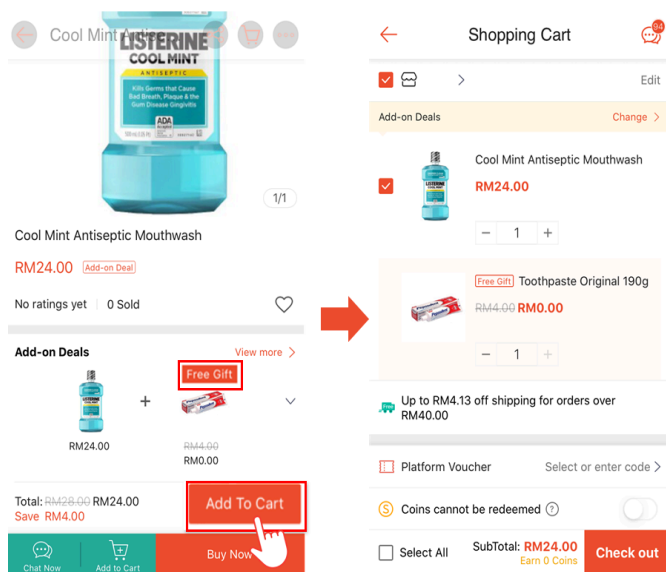 Cool Mint Antise
LISTERINE
COOL MINT
ANTISEPTIC
Kills Germs that Cause
Bad Breath, Plaque & the
Gum Disease Gingivitis
ADA
Accepted
1/1
Cool Mint Antiseptic Mouthwash
RM24.00 Add-on Deal
No ratings yet 0 Sold
Add-on Deals View more >
Free Gift
+
RM24.00
RM4.00
RM0.00
Total: RM28.00 RM24.00
Save RM4.00
Add To Cart
Chat Now
Add to Cart
Buy Now
Shopping Cart
94
Edit
Add-on Deals Change >
Cool Mint Antiseptic Mouthwash
LISTERINE
RM24.00
− 1 +
Free Gift Toothpaste Original 190g
RM4.00 RM0.00
− 1 +
Free
Up to RM4.13 off shipping for orders over
RM40.00
Platform Voucher Select or enter code >
S Coins cannot be redeemed ?
Select All
SubTotal: RM24.00
Earn 0 Coins
Check out